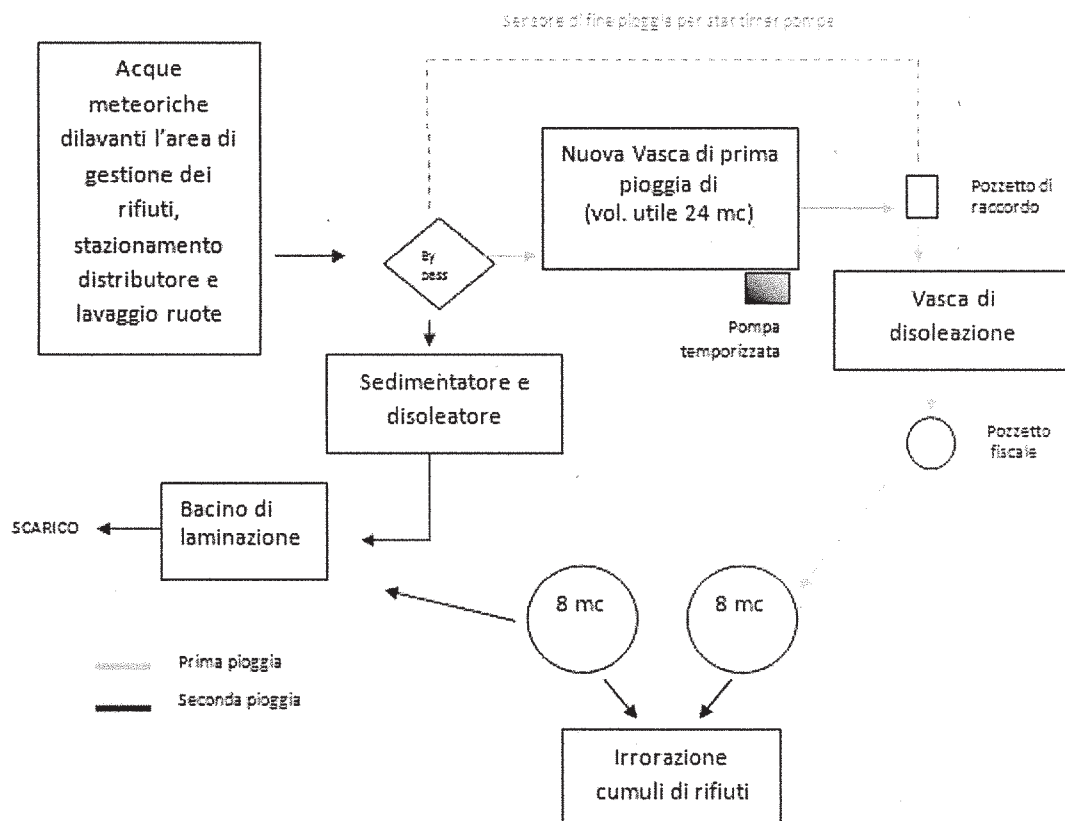 Sensore di fine pioggia per star timer pompa
Acque
meteoriche
dilavanti l'area di
gestione dei
rifiuti,
stazionamento
distributore e
lavaggio ruote
By
pass
Nuova Vasca di prima
pioggia di
(vol. utile 24 mc)
Pompa
temporizzata
Pozzetto di
raccordo
Vasca di
disoleazione
Pozzetto
fiscale
Sedimentatore e
disoleatore
Bacino di
laminazione
SCARICO
8 mc
8 mc
Prima pioggia
Seconda pioggia
Irrorazione
cumuli di rifiuti